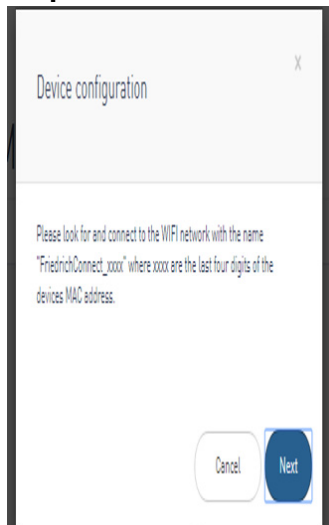 Device configuration
x
Please look for and connect to the WIFI network with the name
"FriedrichConnect_xxxx" where xxxx are the last four digits of the
devices MAC address.
Cancel
Next